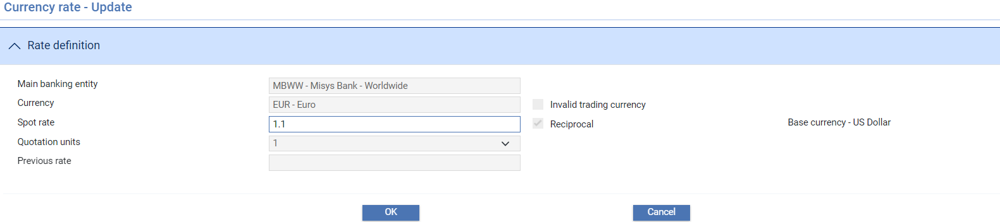 Currency rate - Update
Rate definition
Main banking entity
MBWW - Misys Bank - Worldwide
Currency
EUR - Euro
Invalid trading currency
Spot rate
1.1
Reciprocal
Base currency - US Dollar
Quotation units
1
Previous rate
OK
Cancel